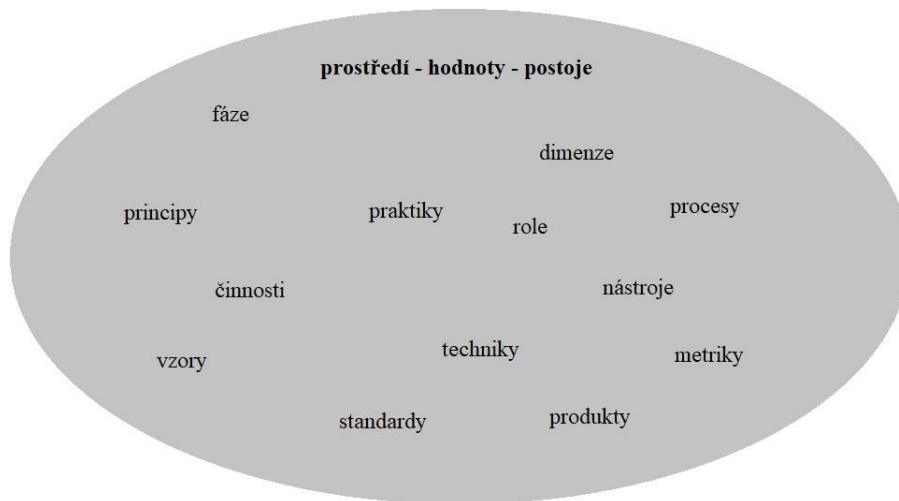 prostředí - hodnoty - postoje
fáze
dimenze
principy
praktiky
role
procesy
činnosti
nástroje
vzory
techniky
metriky
standardy
produkty